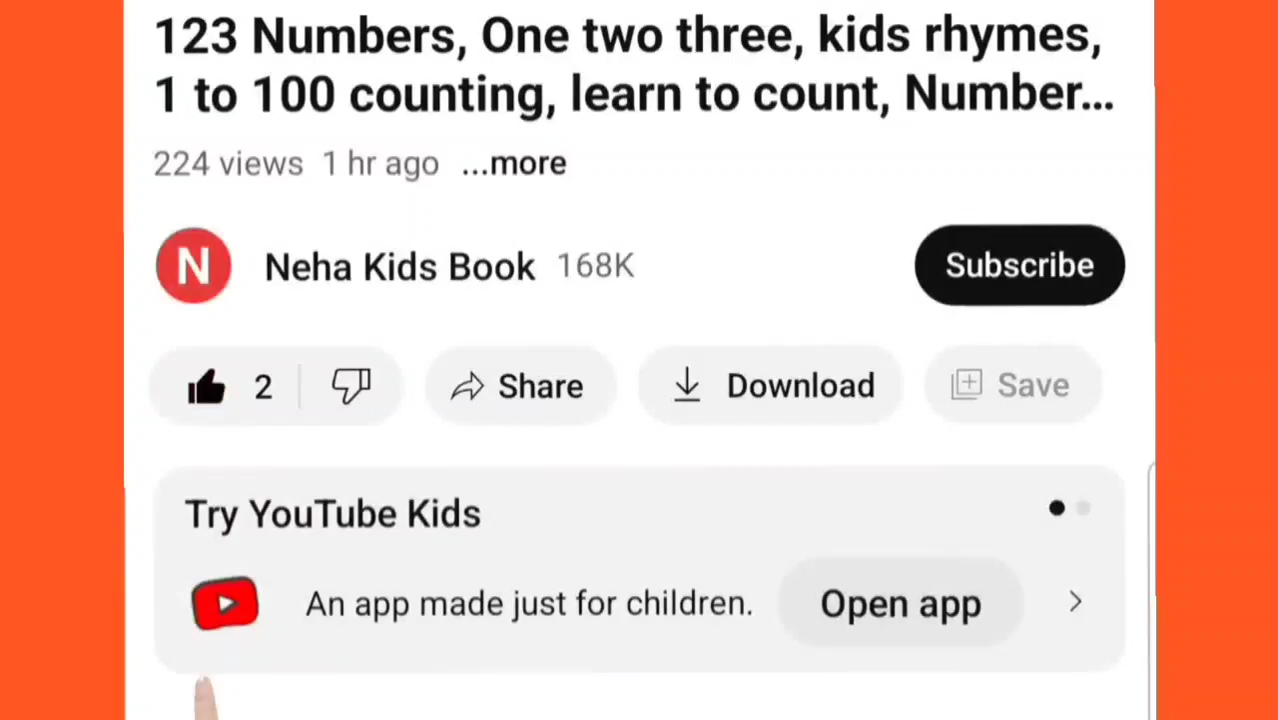 123 Numbers, One two three, kids rhymes,
1 to 100 counting, learn to count, Number...
224 views 1 hr ago ...more
N Neha Kids Book 168K Subscribe
2 Share Download Save
Try YouTube Kids
An app made just for children. Open app